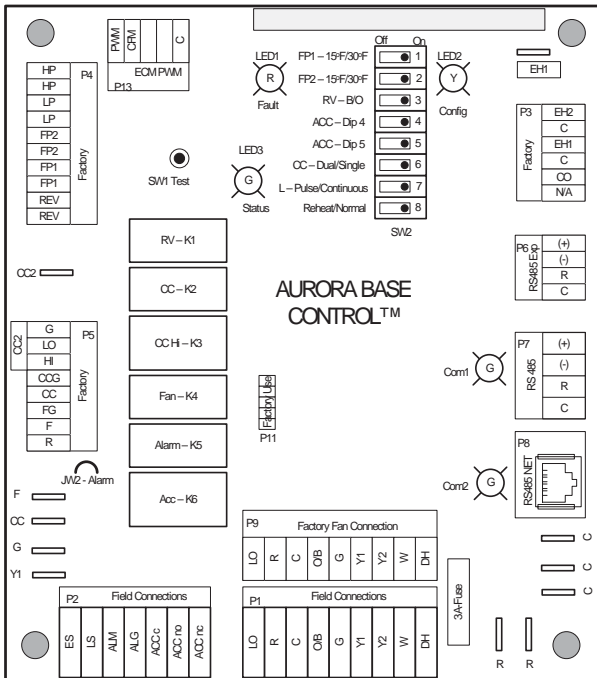 PWM
CFM
C
P13
ECM PWM
P4
HP
HP
LP
LP
FP2
FP2
FP1
FP1
REV
REV
Factory
SW1 Test
LED1
R
Fault
LED3
G
Status
Off
On
FP1 – 15ºF/30ºF
1
FP2 – 15ºF/30ºF
2
RV – B/O
3
ACC – Dip 4
4
ACC – Dip 5
5
CC – Dual/Single
6
L – Pulse/Continuous
7
Reheat/Normal
8
SW2
LED2
Y
Config
EH1
P3
EH2
C
EH1
C
CO
N/A
Factory
P6
RS485 Exp
(+)
(-)
R
C
P7
RS 485
(+)
(-)
R
C
P8
RS485 NET
Com1
G
Com2
G
RV – K1
CC – K2
CC Hi – K3
Fan – K4
Alarm – K5
Acc – K6
AURORA BASE
CONTROL™
Factory Use
P11
CC2
CC2
P5
G
LO
HI
CCG
CC
FG
F
R
Factory
JW2 - Alarm
F
CC
G
Y1
P2
Field Connections
ES
LS
ALM
ALG
ACC c
ACC no
ACC nc
P9
Factory Fan Connection
LO
R
C
O/B
G
Y1
Y2
W
DH
P1
Field Connections
LO
R
C
O/B
G
Y1
Y2
W
DH
3A-Fuse
C
C
C
R
R